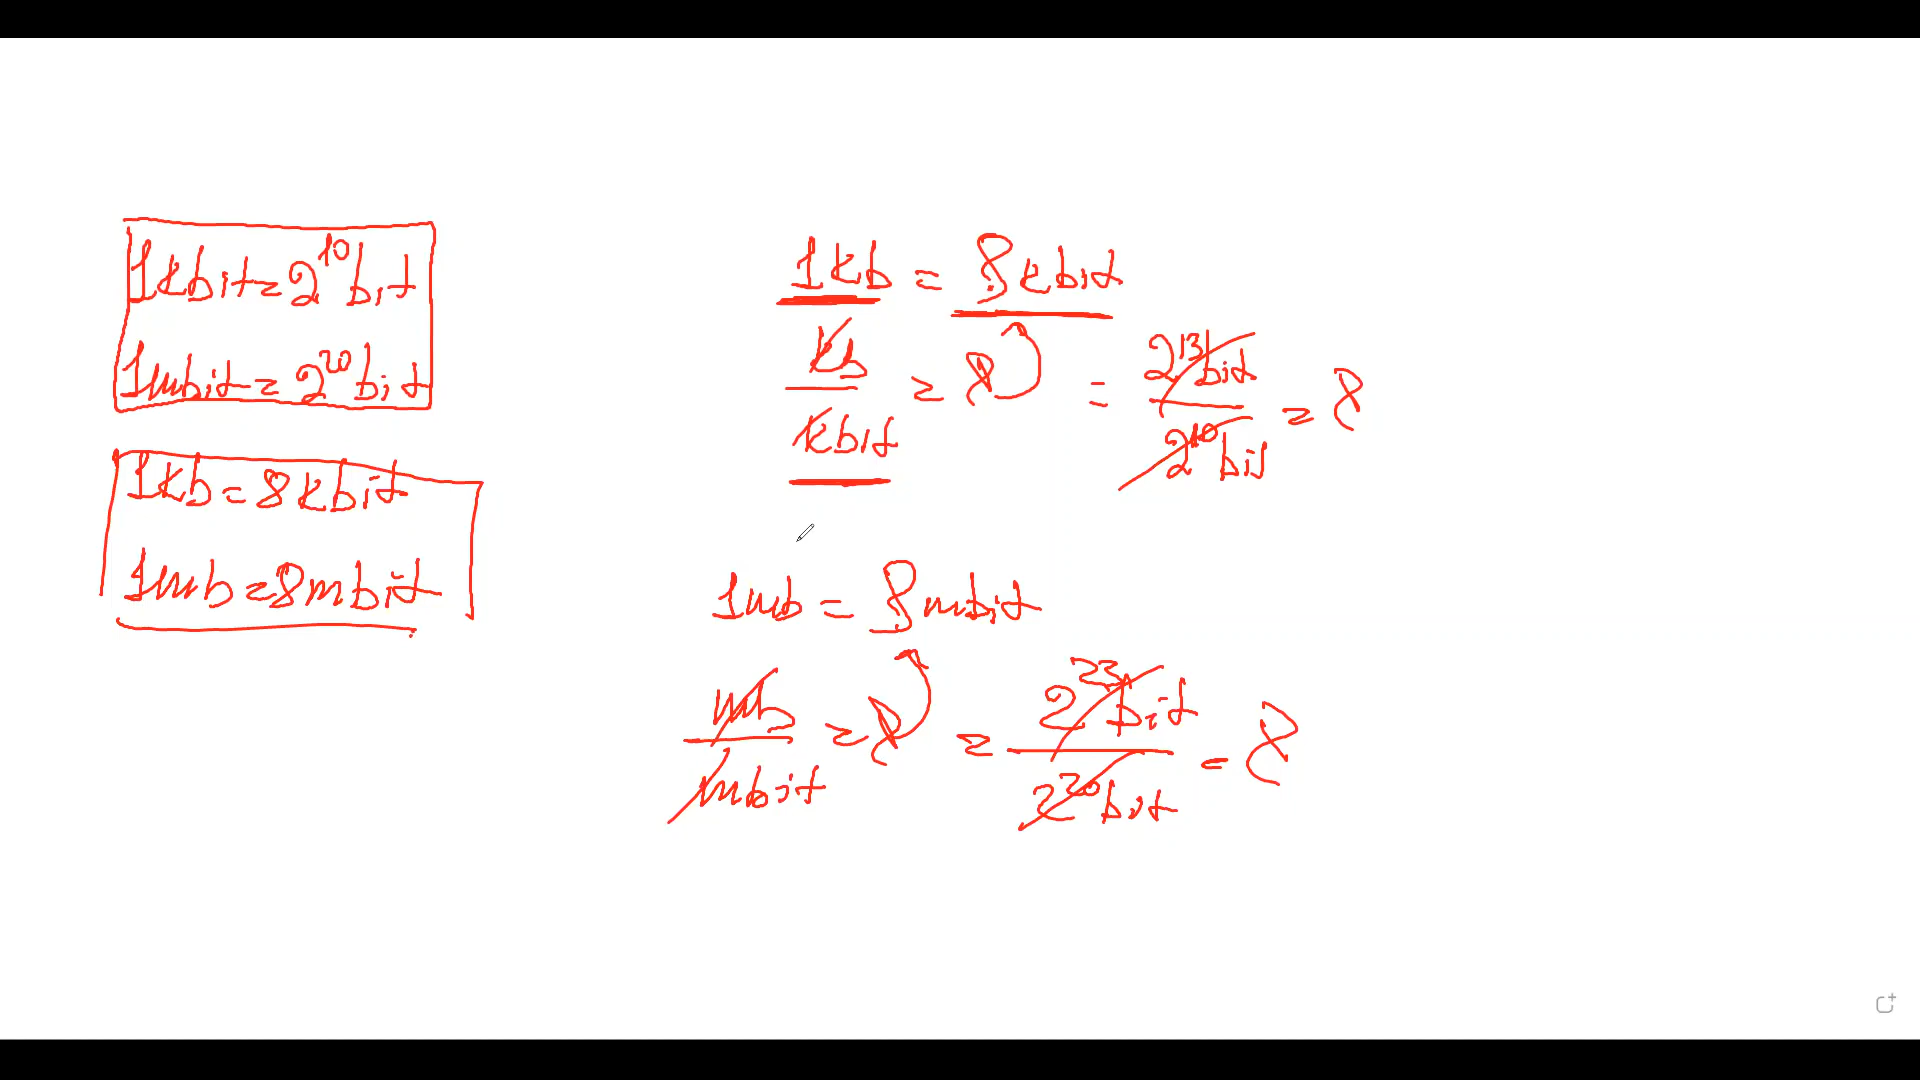 1kbit = 2^10 bit
1mbit = 2^20 bit
1kb = 8kbit
1mb = 8mbit
1kb = 8kbit
kb/kbit = 8 = 2^13 bit/2^10 bit = 8
1mb = 8mbit
mb/mbit = 8 = 2^23 bit/2^20 bit = 8